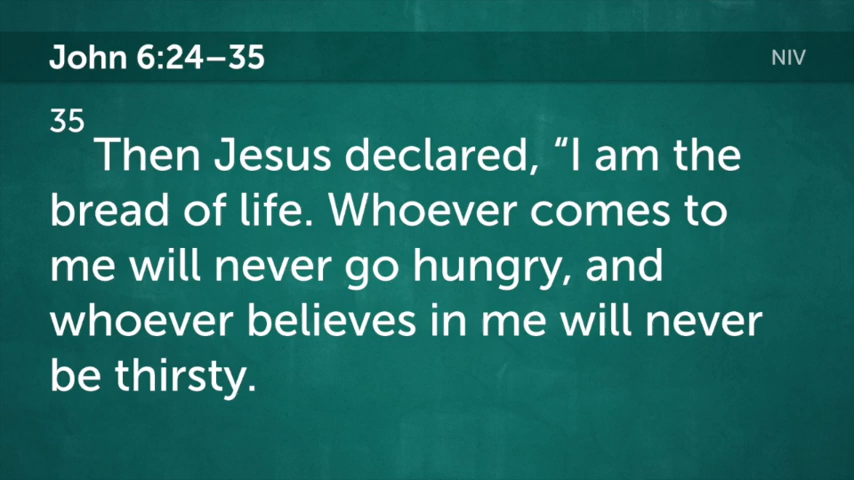 John 6:24–35 NIV
35
Then Jesus declared, “I am the
bread of life. Whoever comes to
me will never go hungry, and
whoever believes in me will never
be thirsty.